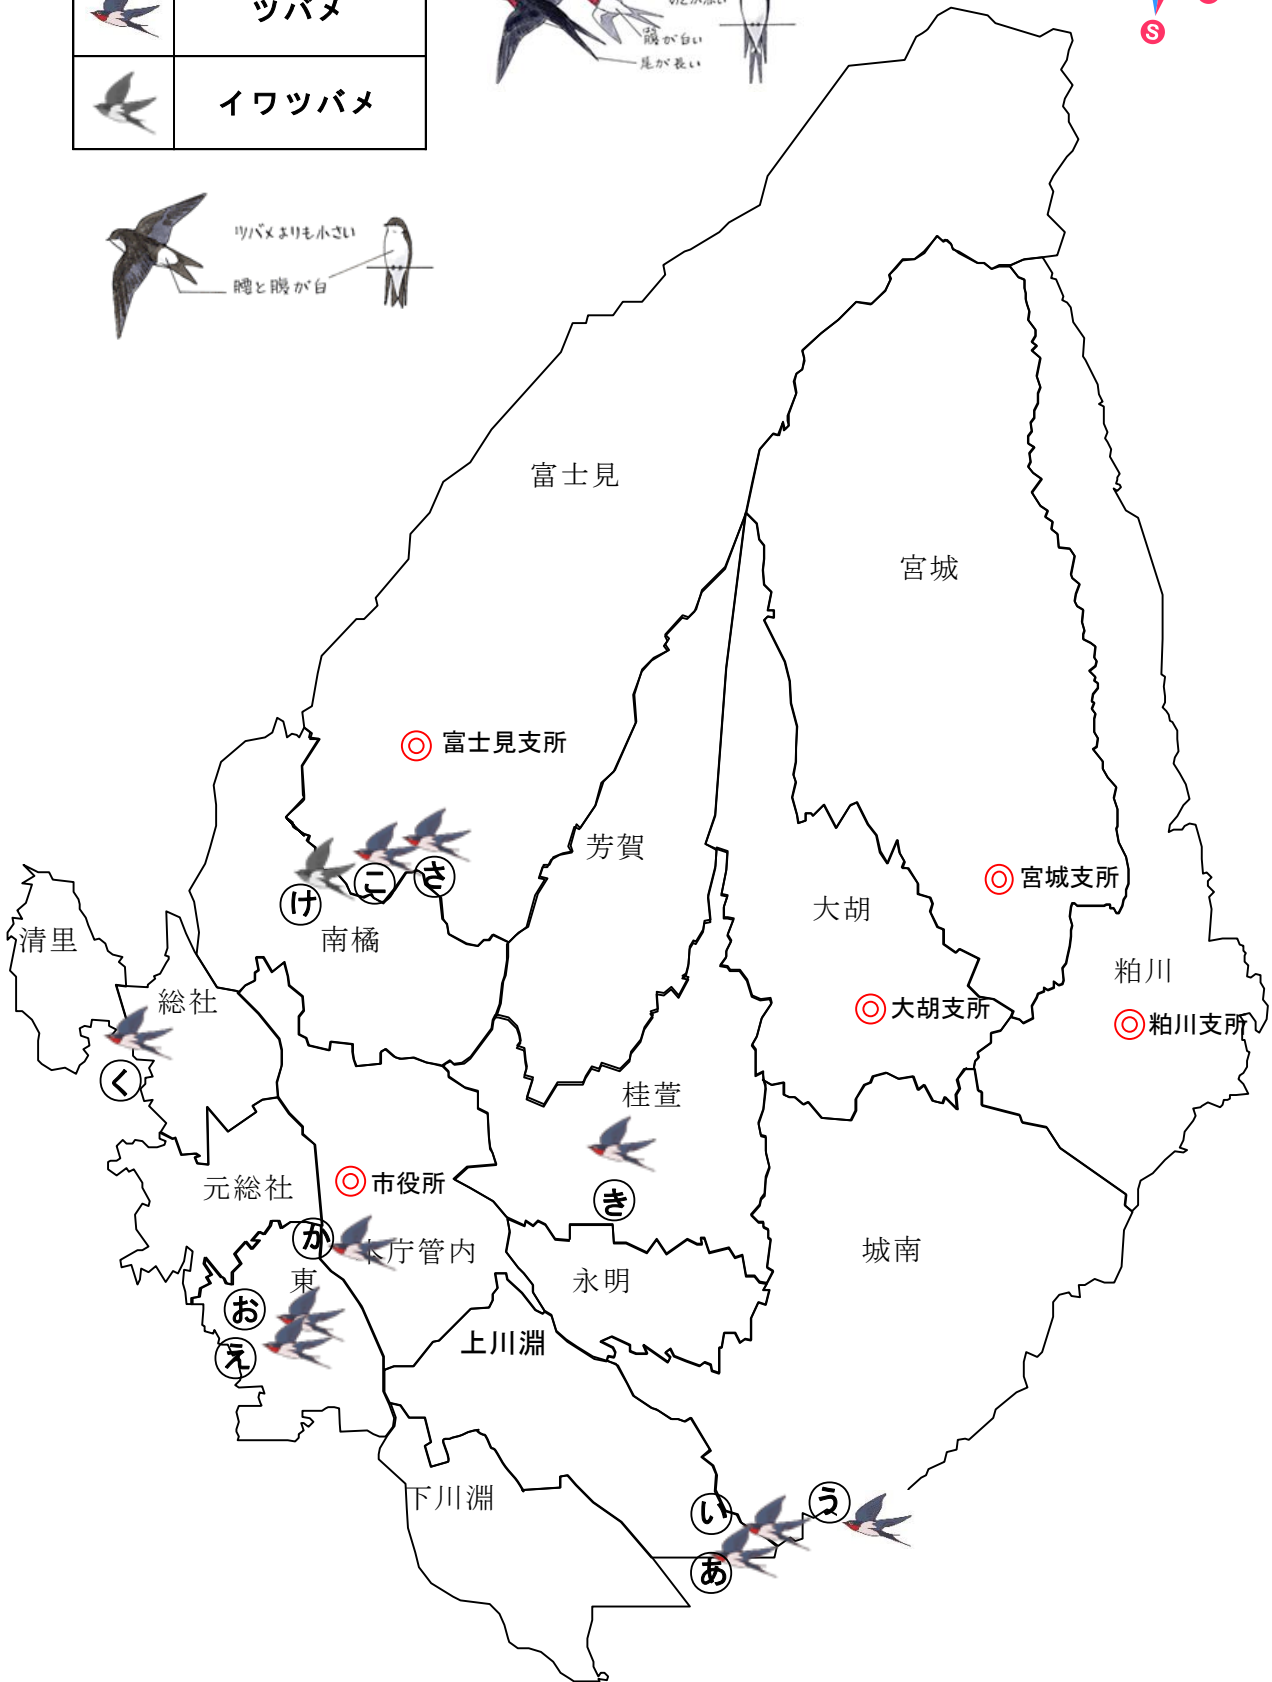 ツバメ
腹が白い
尾が長い
S
イワツバメ
ツバメよりも小さい
腰と腹が白
富士見
宮城
富士見支所
芳賀
宮城支所
大胡
こ
さ
け
南橘
清里
粕川
総社
大胡支所
粕川支所
く
桂萱
市役所
元総社
き
か
庁管内
城南
東
永明
お
上川淵
え
下川淵
い
う
あ